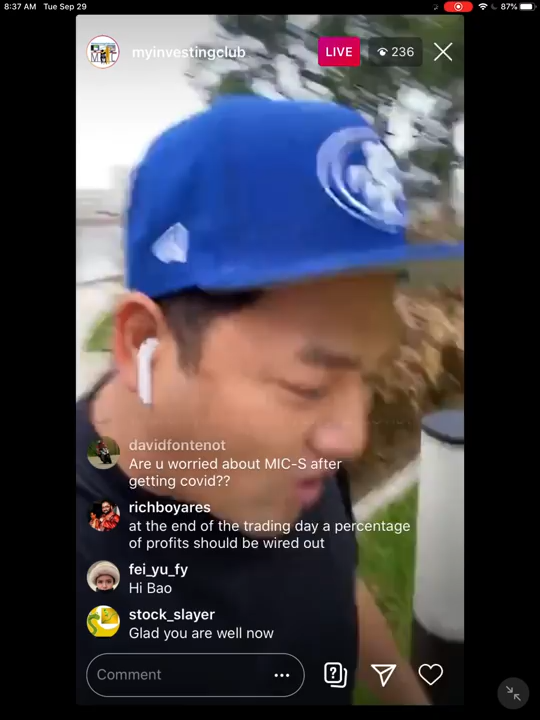 8:37 AM Tue Sep 29
87%
myinvestingclub
LIVE
236
davidfontenot
Are u worried about MIC-S after
getting covid??
richboyares
at the end of the trading day a percentage
of profits should be wired out
fei_yu_fy
Hi Bao
stock_slayer
Glad you are well now
Comment